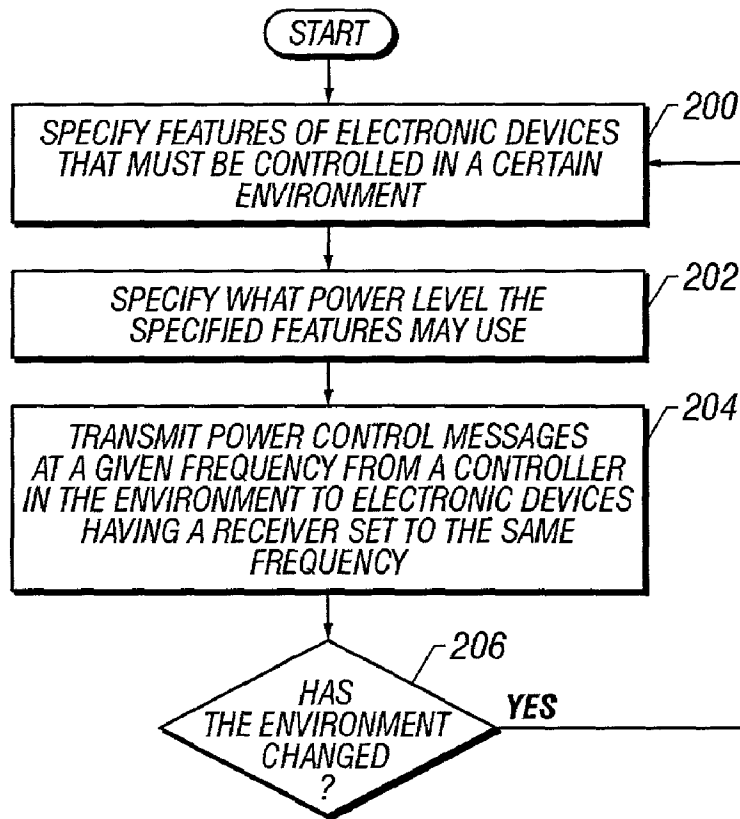 START
200
SPECIFY FEATURES OF ELECTRONIC DEVICES
THAT MUST BE CONTROLLED IN A CERTAIN
ENVIRONMENT
202
SPECIFY WHAT POWER LEVEL THE
SPECIFIED FEATURES MAY USE
204
TRANSMIT POWER CONTROL MESSAGES
AT A GIVEN FREQUENCY FROM A CONTROLLER
IN THE ENVIRONMENT TO ELECTRONIC DEVICES
HAVING A RECEIVER SET TO THE SAME
FREQUENCY
206
HAS
THE ENVIRONMENT
CHANGED
?
YES